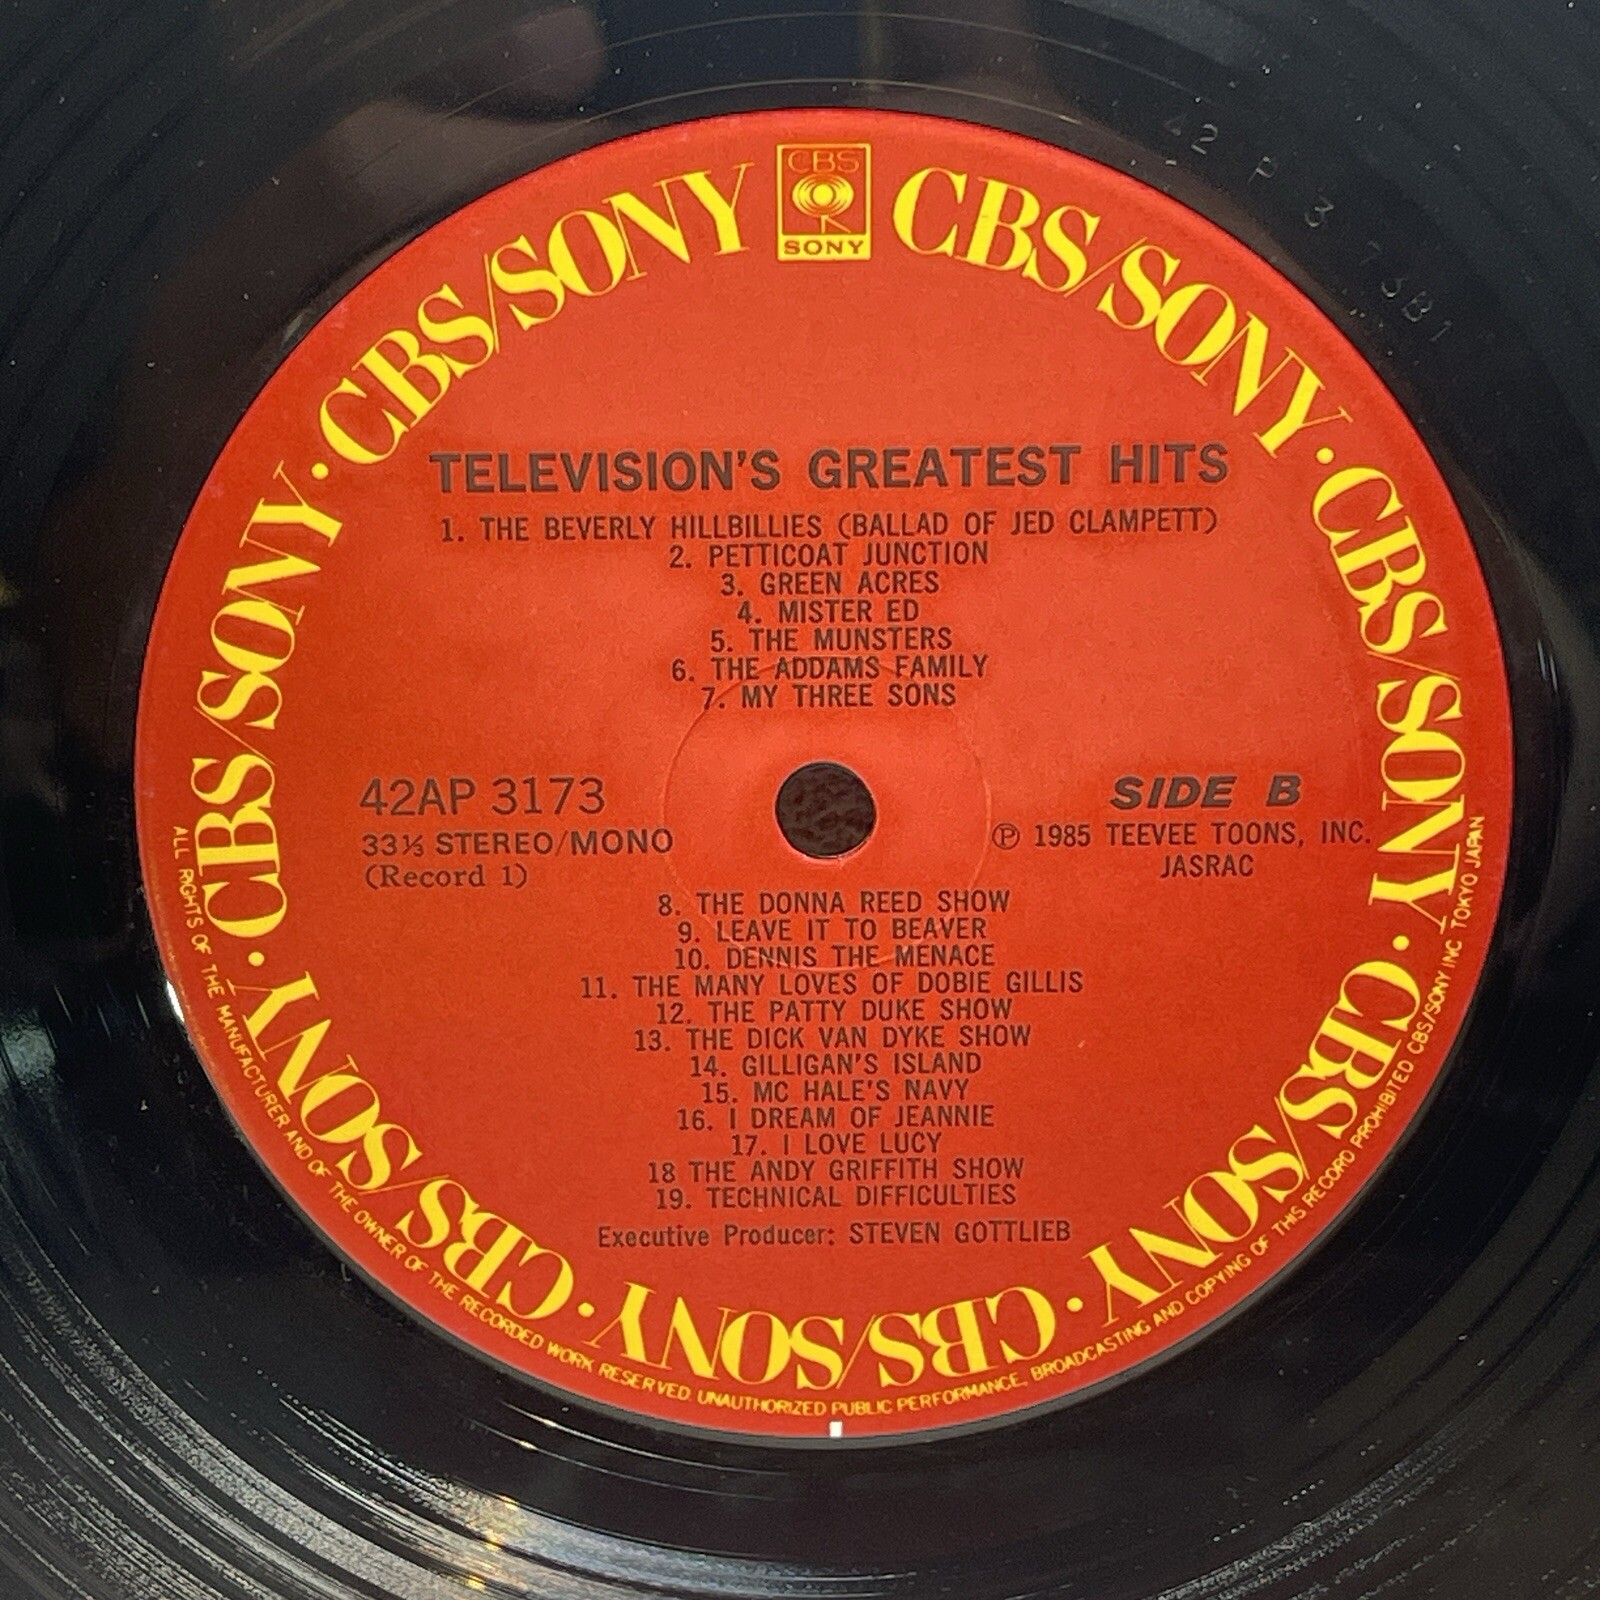 CBS
SONY
CBS/SONY · CBS/SONY · CBS/SONY · CBS/SONY · CBS/SONY · CBS/SONY · CBS/SONY · CBS/SONY
TELEVISION'S GREATEST HITS
1. THE BEVERLY HILLBILLIES (BALLAD OF JED CLAMPETT)
2. PETTICOAT JUNCTION
3. GREEN ACRES
4. MISTER ED
5. THE MUNSTERS
6. THE ADDAMS FAMILY
7. MY THREE SONS
42AP 3173
33⅓ STEREO/MONO
(Record 1)
SIDE B
Ⓟ 1985 TEEVEE TOONS, INC.
JASRAC
8. THE DONNA REED SHOW
9. LEAVE IT TO BEAVER
10. DENNIS THE MENACE
11. THE MANY LOVES OF DOBIE GILLIS
12. THE PATTY DUKE SHOW
13. THE DICK VAN DYKE SHOW
14. GILLIGAN'S ISLAND
15. MC HALE'S NAVY
16. I DREAM OF JEANNIE
17. I LOVE LUCY
18 THE ANDY GRIFFITH SHOW
19. TECHNICAL DIFFICULTIES
Executive Producer: STEVEN GOTTLIEB
ALL RIGHTS OF THE MANUFACTURER AND OF THE OWNER OF THE RECORDED WORK RESERVED. UNAUTHORIZED PUBLIC PERFORMANCE, BROADCASTING AND COPYING OF THIS RECORD PROHIBITED. CBS/SONY INC. TOKYO JAPAN